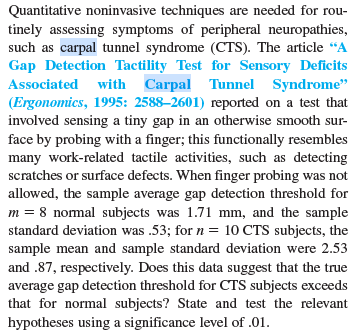 Quantitative noninvasive techniques are needed for rou-
tinely assessing symptoms of peripheral neuropathies,
such as carpal tunnel syndrome (CTS). The article “A
Gap Detection Tactility Test for Sensory Deficits
Associated with Carpal Tunnel Syndrome”
(Ergonomics, 1995: 2588–2601) reported on a test that
involved sensing a tiny gap in an otherwise smooth sur-
face by probing with a finger; this functionally resembles
many work-related tactile activities, such as detecting
scratches or surface defects. When finger probing was not
allowed, the sample average gap detection threshold for
m = 8 normal subjects was 1.71 mm, and the sample
standard deviation was .53; for n = 10 CTS subjects, the
sample mean and sample standard deviation were 2.53
and .87, respectively. Does this data suggest that the true
average gap detection threshold for CTS subjects exceeds
that for normal subjects? State and test the relevant
hypotheses using a significance level of .01.